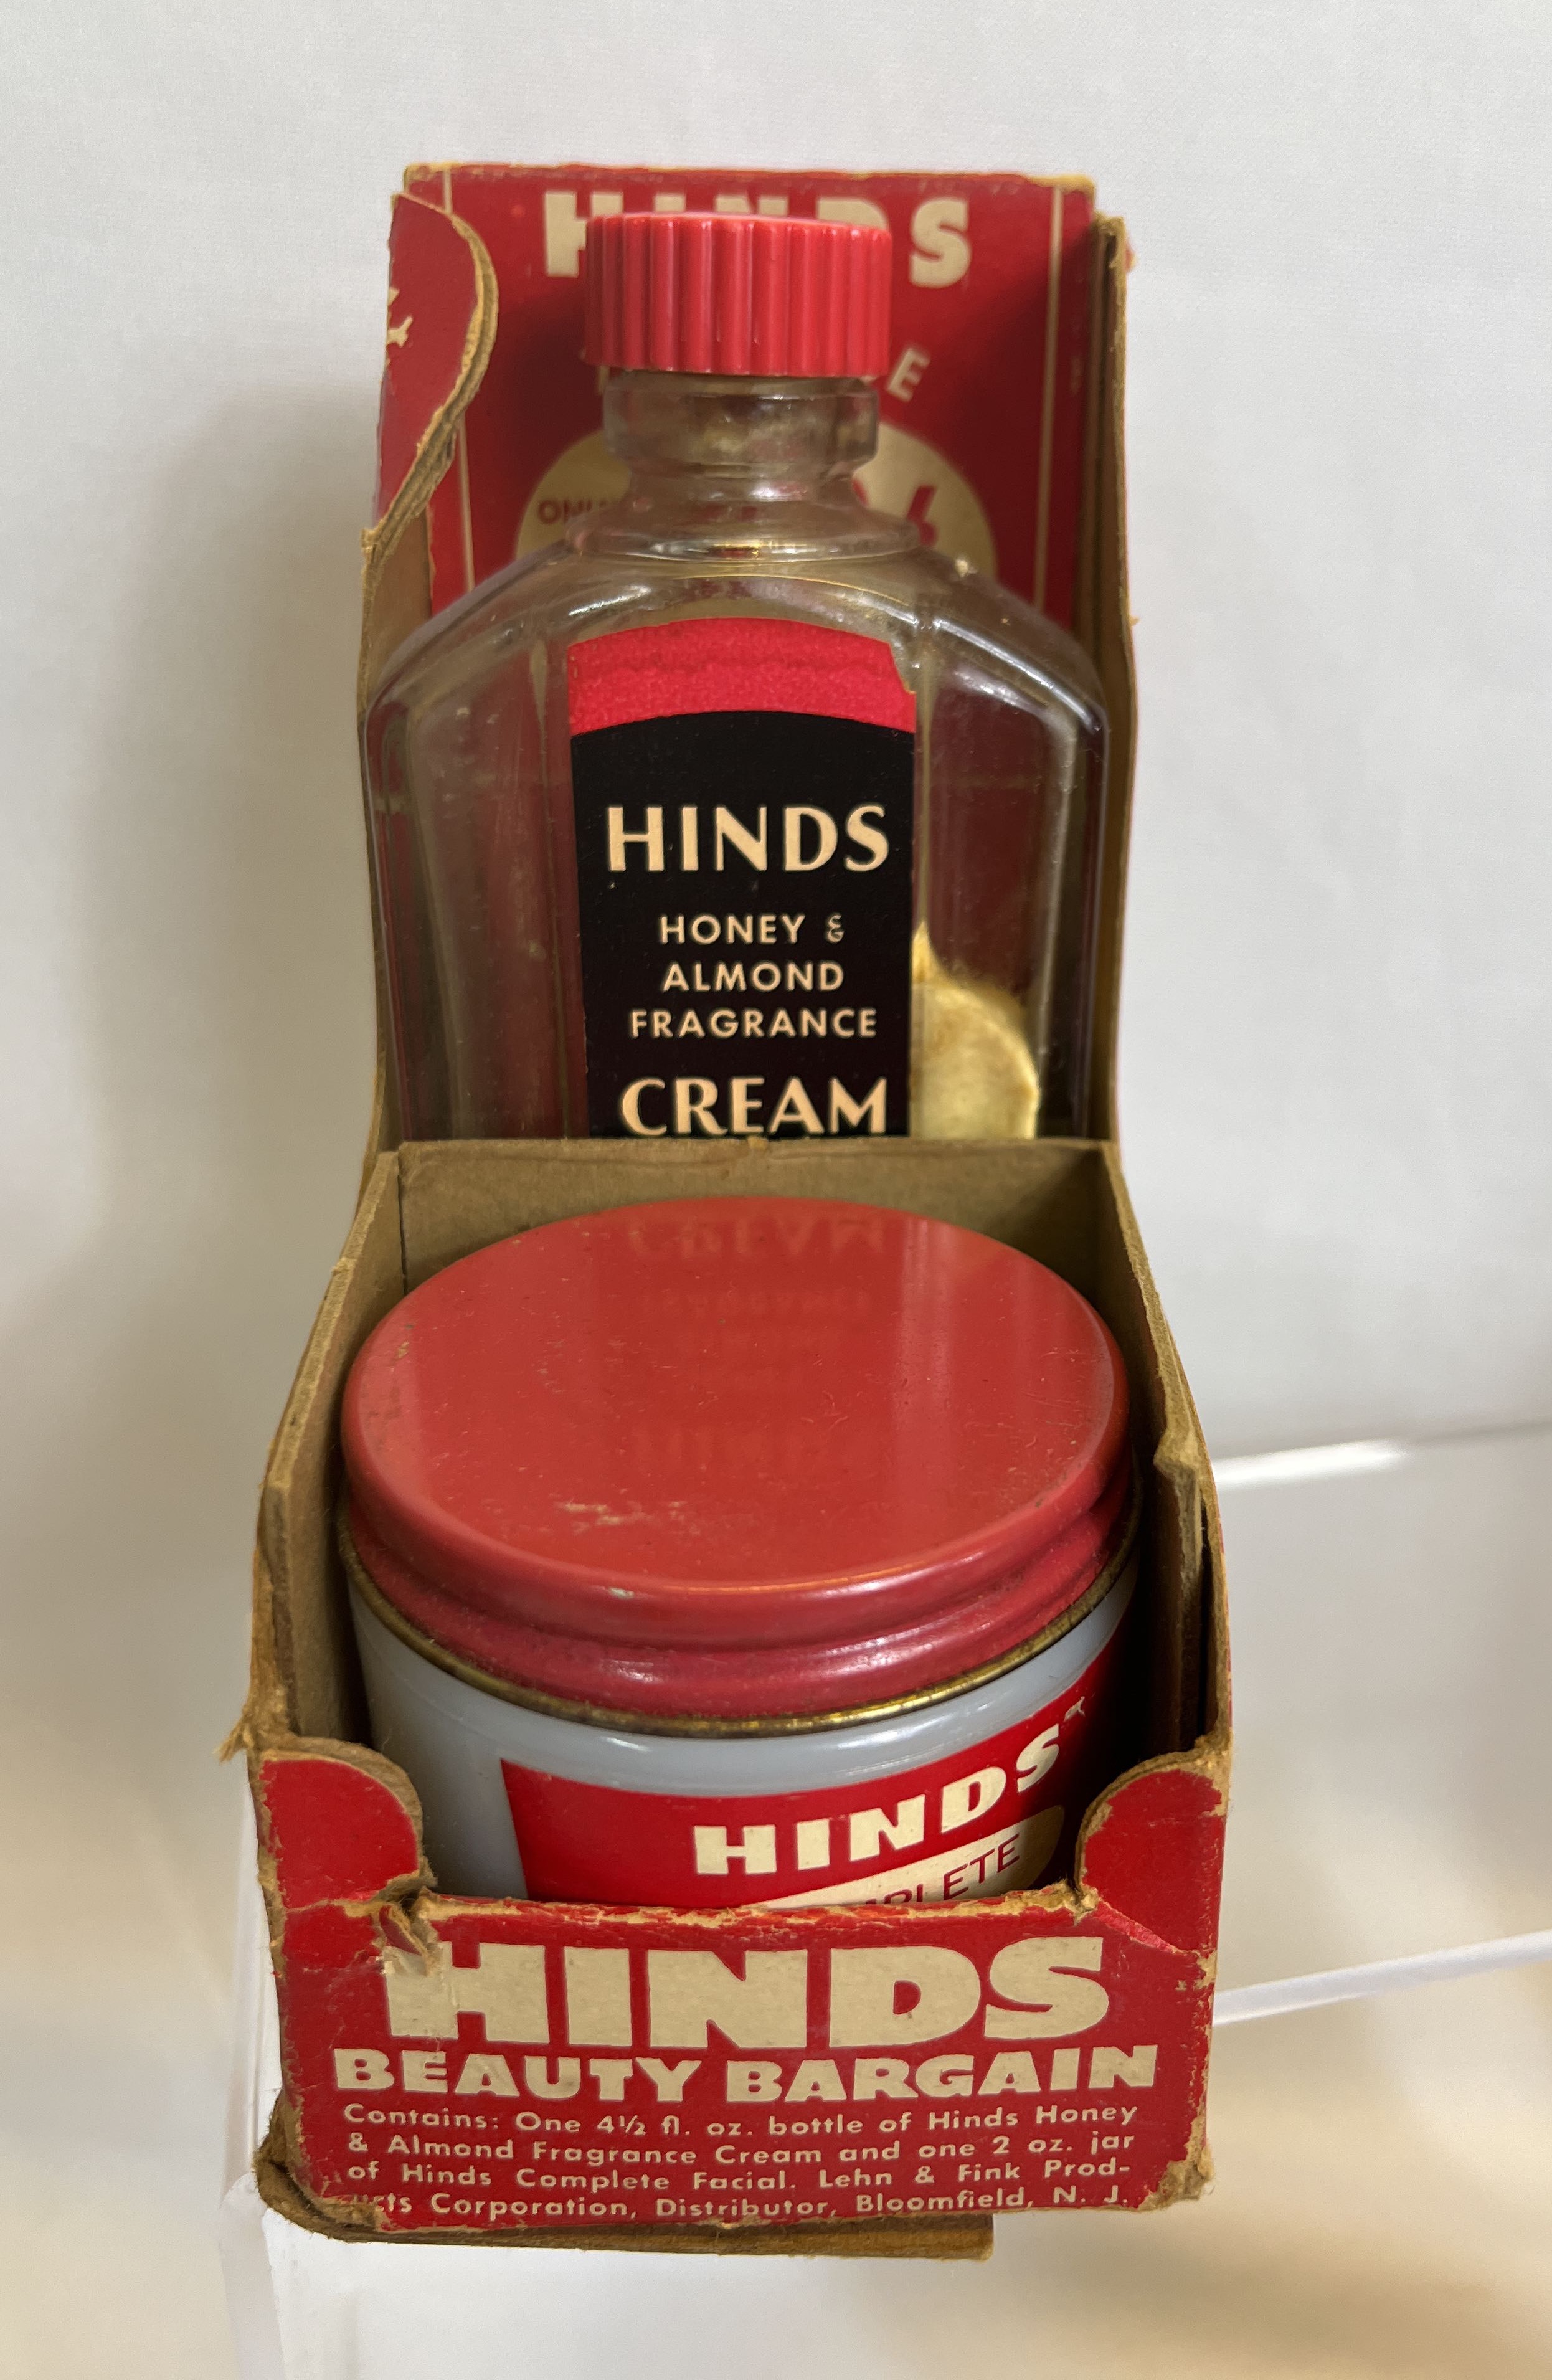 HINDS
HINDS
HONEY &
ALMOND
FRAGRANCE
CREAM
HINDS
HINDS
BEAUTY BARGAIN
Contains: One 4½ fl. oz. bottle of Hinds Honey
& Almond Fragrance Cream and one 2 oz. jar
of Hinds Complete Facial. Lehn & Fink Prod-
ucts Corporation, Distributor, Bloomfield, N. J.